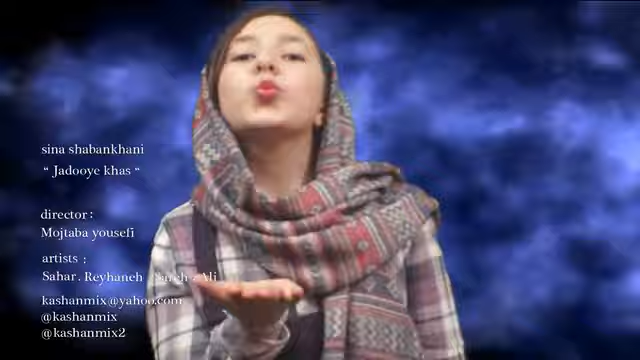 sina shabankhani
“ Jadooye khas ”
director :
Mojtaba yousefi
artists :
Sahar . Reyhaneh Ali
kashanmix@yahoo.com
@kashanmix
@kashanmix2